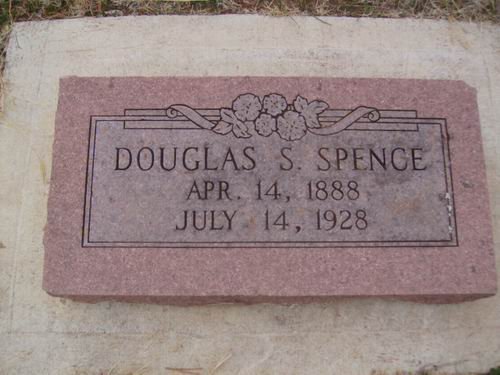 DOUGLAS S. SPENCE
APR. 14, 1888
JULY 14, 1928